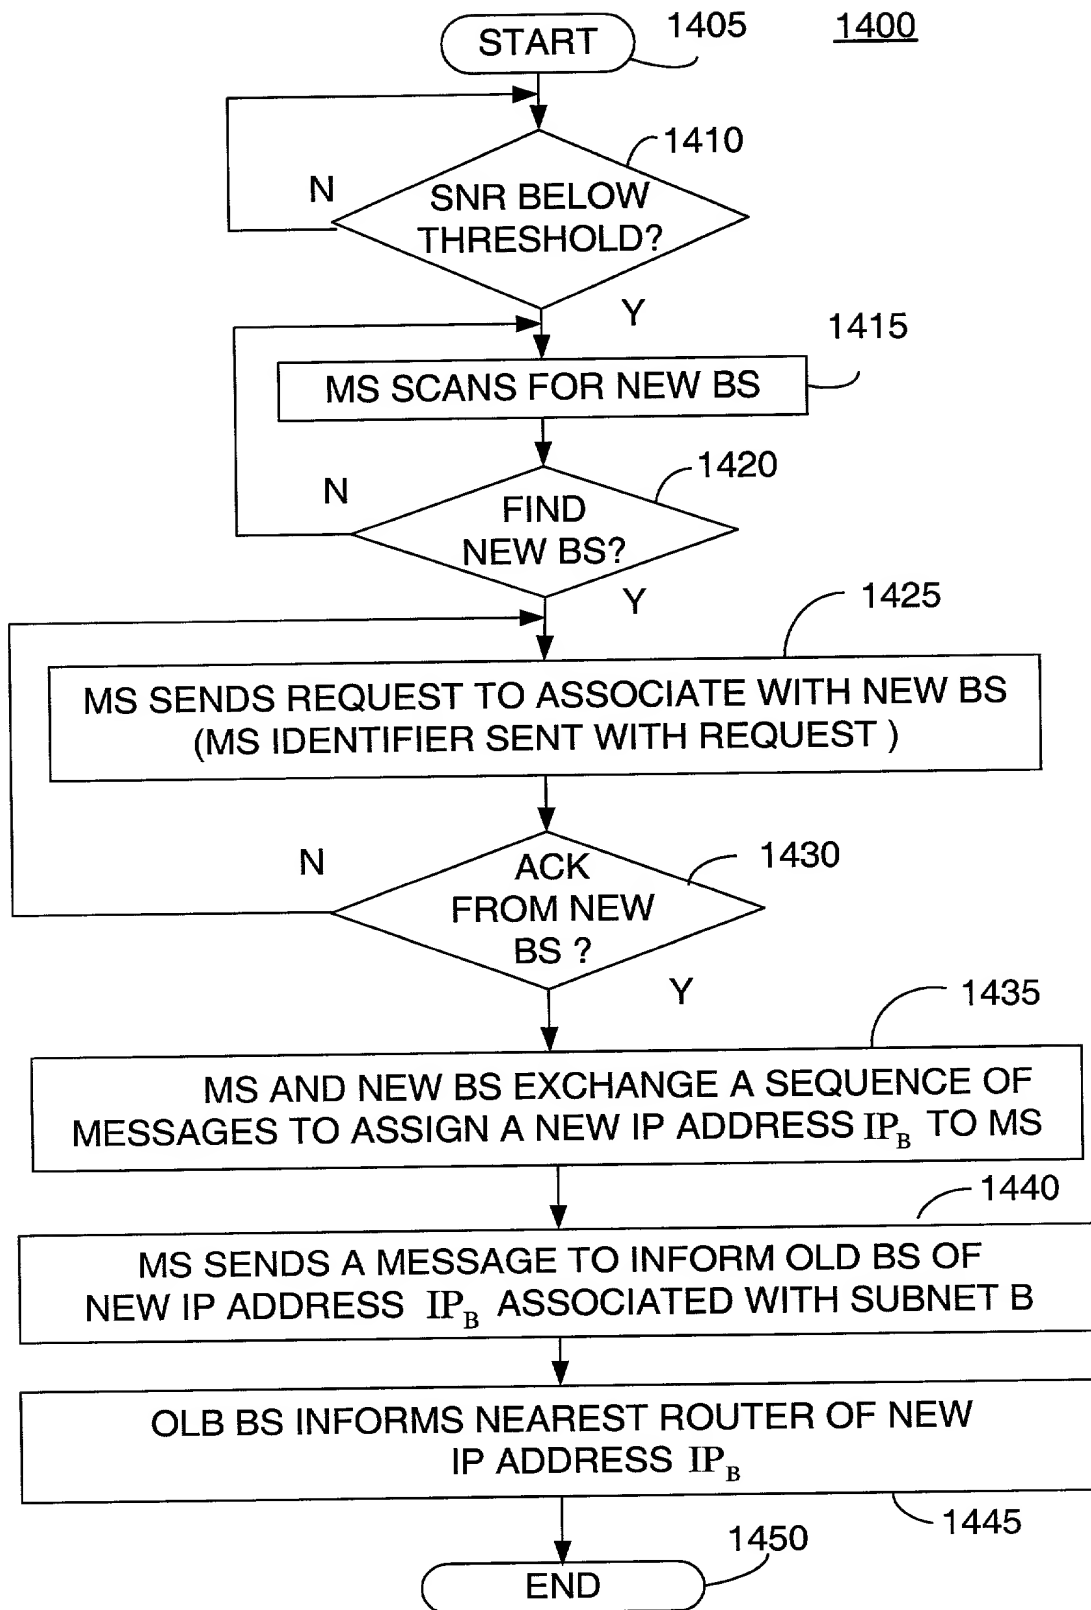 START
1405
1400
1410
SNR BELOW
THRESHOLD?
N
Y
1415
MS SCANS FOR NEW BS
1420
N
FIND
NEW BS?
Y
1425
MS SENDS REQUEST TO ASSOCIATE WITH NEW BS
(MS IDENTIFIER SENT WITH REQUEST )
N
1430
ACK
FROM NEW
BS ?
Y
1435
MS AND NEW BS EXCHANGE A SEQUENCE OF
MESSAGES TO ASSIGN A NEW IP ADDRESS IP_B TO MS
1440
MS SENDS A MESSAGE TO INFORM OLD BS OF
NEW IP ADDRESS IP_B ASSOCIATED WITH SUBNET B
OLB BS INFORMS NEAREST ROUTER OF NEW
IP ADDRESS IP_B
1445
1450
END